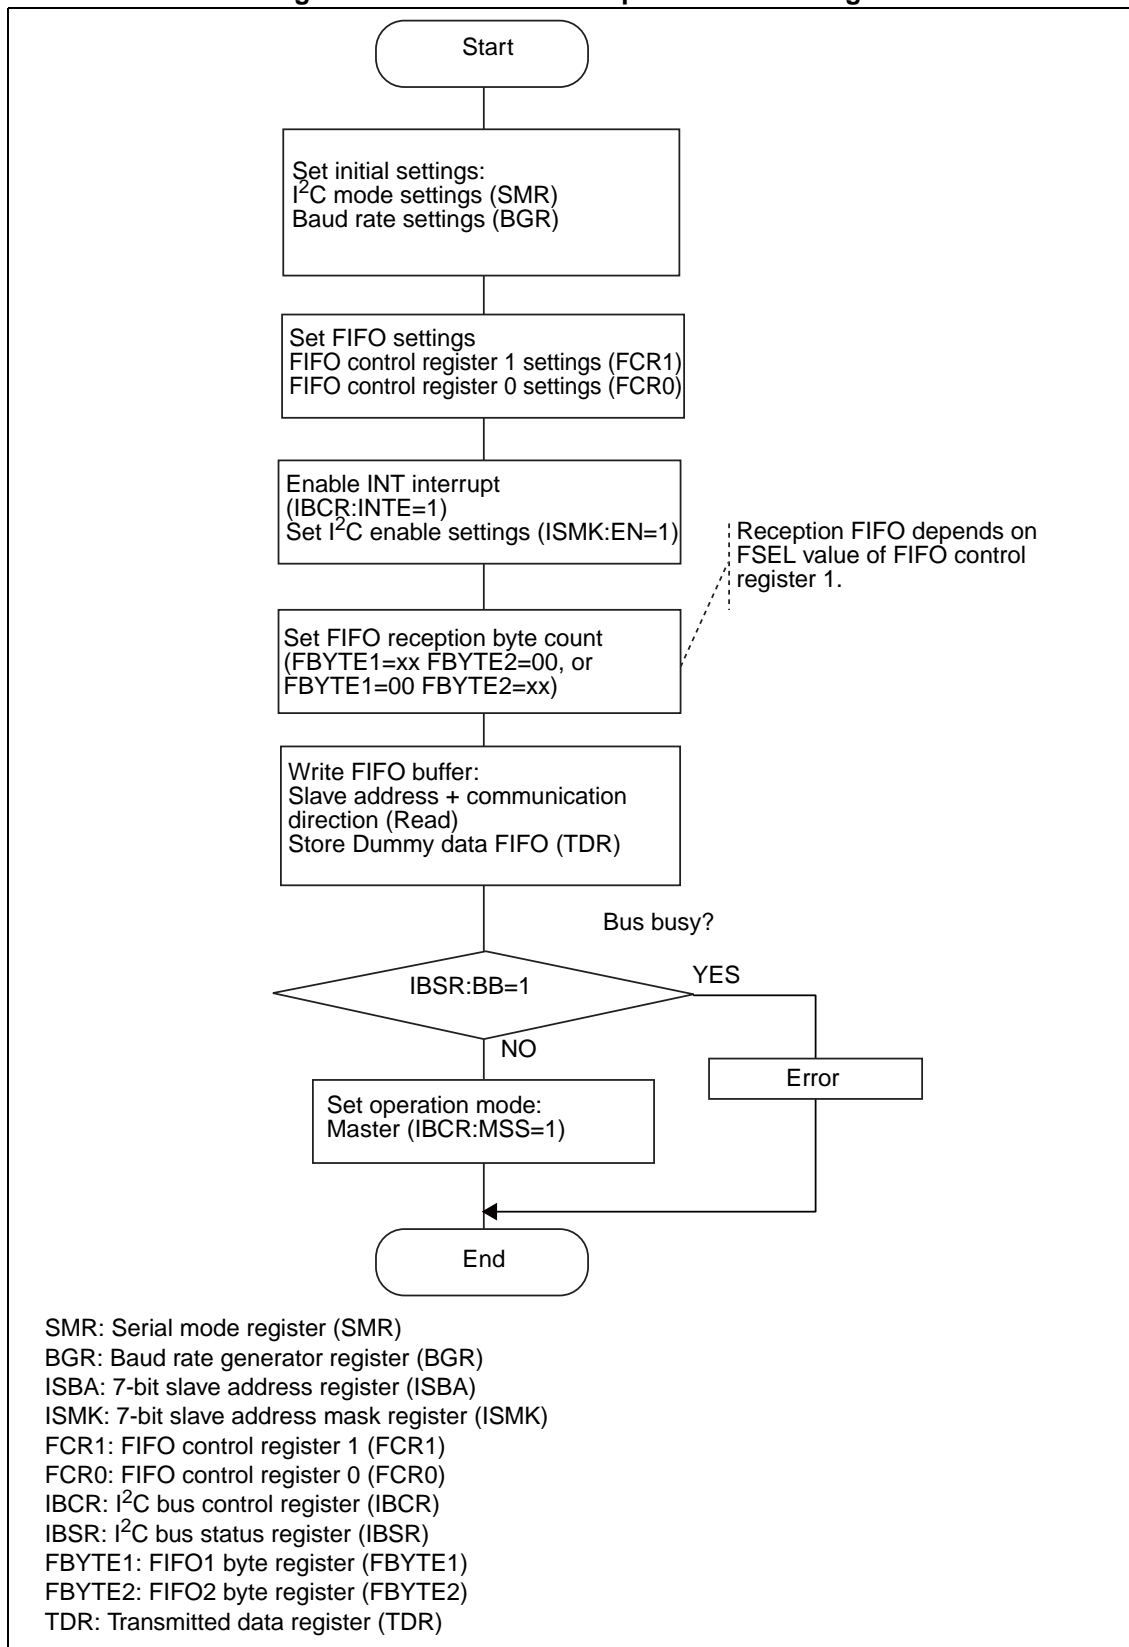 Start
Set initial settings:
I²C mode settings (SMR)
Baud rate settings (BGR)
Set FIFO settings
FIFO control register 1 settings (FCR1)
FIFO control register 0 settings (FCR0)
Enable INT interrupt
(IBCR:INTE=1)
Set I²C enable settings (ISMK:EN=1)
Reception FIFO depends on
FSEL value of FIFO control
register 1.
Set FIFO reception byte count
(FBYTE1=xx FBYTE2=00, or
FBYTE1=00 FBYTE2=xx)
Write FIFO buffer:
Slave address + communication
direction (Read)
Store Dummy data FIFO (TDR)
Bus busy?
IBSR:BB=1
YES
NO
Error
Set operation mode:
Master (IBCR:MSS=1)
End
SMR: Serial mode register (SMR)
BGR: Baud rate generator register (BGR)
ISBA: 7-bit slave address register (ISBA)
ISMK: 7-bit slave address mask register (ISMK)
FCR1: FIFO control register 1 (FCR1)
FCR0: FIFO control register 0 (FCR0)
IBCR: I²C bus control register (IBCR)
IBSR: I²C bus status register (IBSR)
FBYTE1: FIFO1 byte register (FBYTE1)
FBYTE2: FIFO2 byte register (FBYTE2)
TDR: Transmitted data register (TDR)